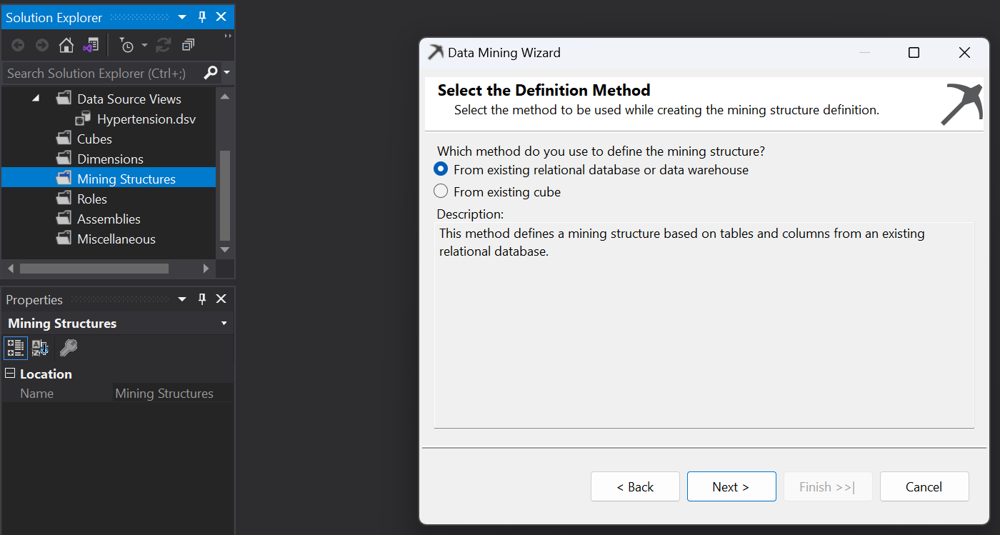 Solution Explorer
Search Solution Explorer (Ctrl+;)
Data Source Views
Hypertension.dsv
Cubes
Dimensions
Mining Structures
Roles
Assemblies
Miscellaneous
Properties
Mining Structures
Location
Name Mining Structures
Data Mining Wizard
Select the Definition Method
Select the method to be used while creating the mining structure definition.
Which method do you use to define the mining structure?
From existing relational database or data warehouse
From existing cube
Description:
This method defines a mining structure based on tables and columns from an existing
relational database.
< Back Next > Finish >>| Cancel